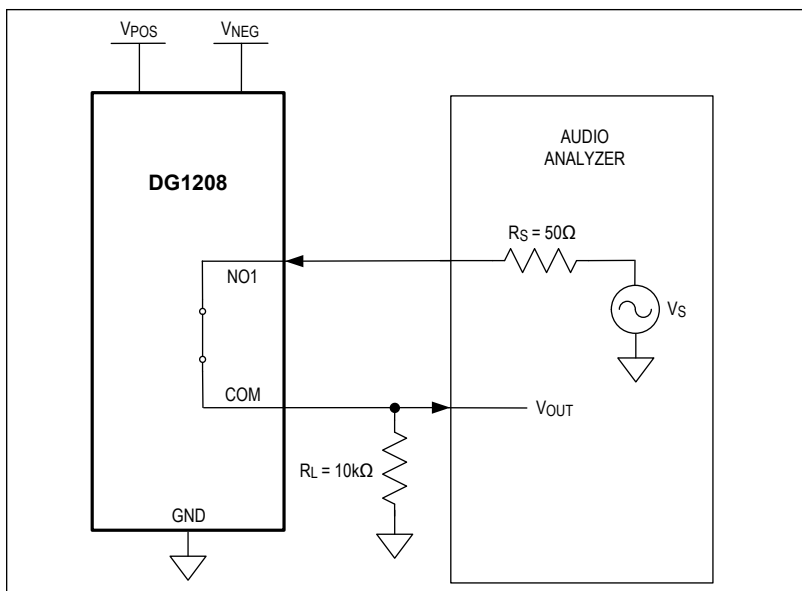 VPOS
VNEG
DG1208
AUDIO
ANALYZER
RS = 50Ω
NO1
VS
COM
VOUT
RL = 10kΩ
GND